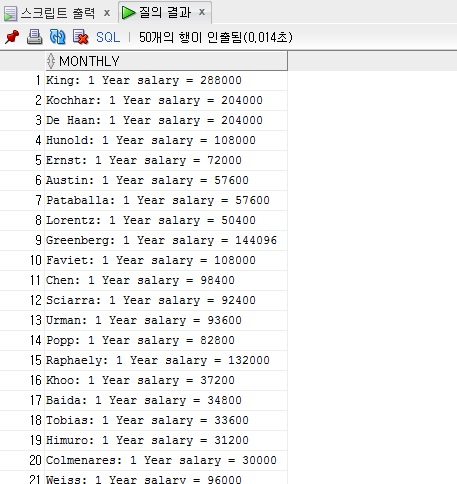 스크립트 출력 x 질의 결과 x
SQL | 50개의 행이 인출됨(0,014초)
MONTHLY
1 King: 1 Year salary = 288000
2 Kochhar: 1 Year salary = 204000
3 De Haan: 1 Year salary = 204000
4 Hunold: 1 Year salary = 108000
5 Ernst: 1 Year salary = 72000
6 Austin: 1 Year salary = 57600
7 Pataballa: 1 Year salary = 57600
8 Lorentz: 1 Year salary = 50400
9 Greenberg: 1 Year salary = 144096
10 Faviet: 1 Year salary = 108000
11 Chen: 1 Year salary = 98400
12 Sciarra: 1 Year salary = 92400
13 Urman: 1 Year salary = 93600
14 Popp: 1 Year salary = 82800
15 Raphaely: 1 Year salary = 132000
16 Khoo: 1 Year salary = 37200
17 Baida: 1 Year salary = 34800
18 Tobias: 1 Year salary = 33600
19 Himuro: 1 Year salary = 31200
20 Colmenares: 1 Year salary = 30000
21 Weiss: 1 Year salary = 96000